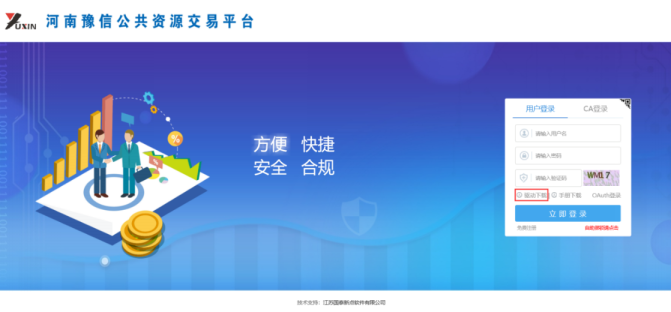 YUXIN 河南豫信公共资源交易平台
方便 快捷
安全 合规
用户登录 CA登录
请输入用户名
请输入密码
请输入验证码 WM17
驱动下载 手册下载 OAuth登录
立即登录
免费注册
技术支持：江苏国泰新点软件有限公司